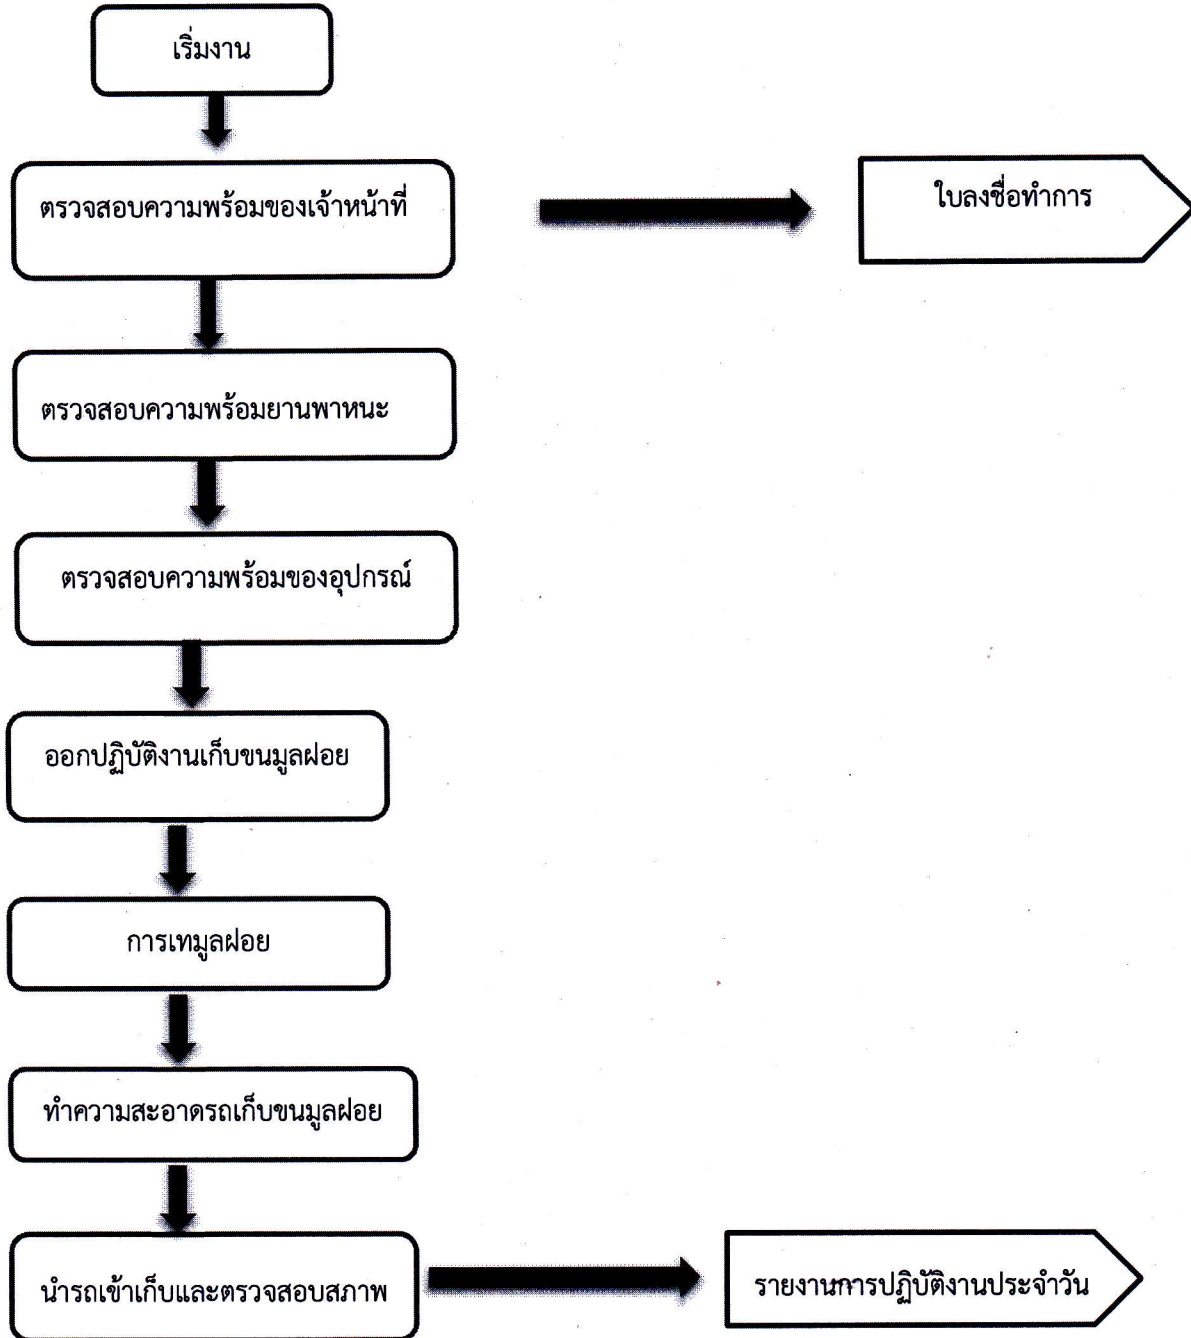 เริ่มงาน
ตรวจสอบความพร้อมของเจ้าหน้าที่
ใบลงชื่อทำการ
ตรวจสอบความพร้อมยานพาหนะ
ตรวจสอบความพร้อมของอุปกรณ์
ออกปฏิบัติงานเก็บขนมูลฝอย
การเทมูลฝอย
ทำความสะอาดรถเก็บขนมูลฝอย
นำรถเข้าเก็บและตรวจสอบสภาพ
รายงานการปฏิบัติงานประจำวัน